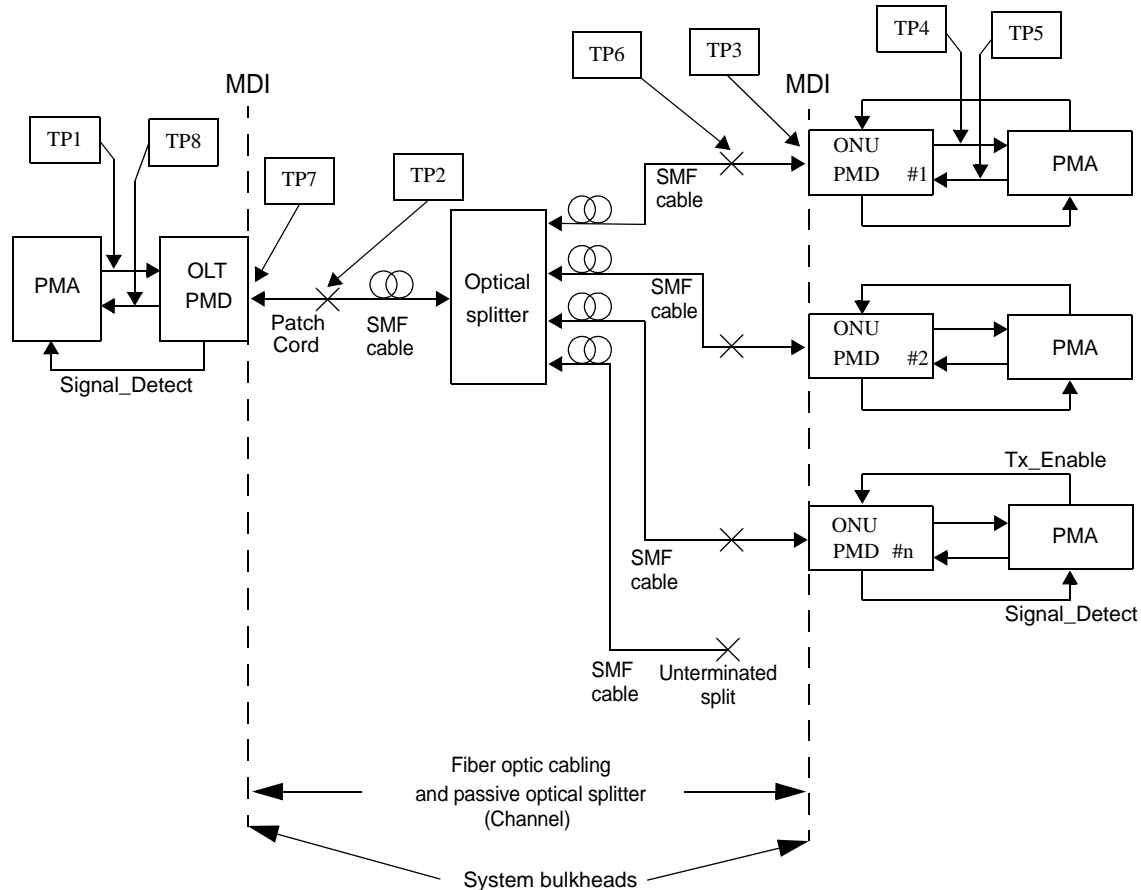 TP6
TP3
TP4
TP5
MDI
MDI
TP1
TP8
TP7
TP2
PMA
OLT
PMD
Signal_Detect
Patch
Cord
SMF
cable
Optical
splitter
SMF
cable
ONU
PMD #1
PMA
SMF
cable
ONU
PMD #2
PMA
Tx_Enable
SMF
cable
ONU
PMD #n
PMA
Signal_Detect
SMF
cable
Unterminated
split
Fiber optic cabling
and passive optical splitter
(Channel)
System bulkheads